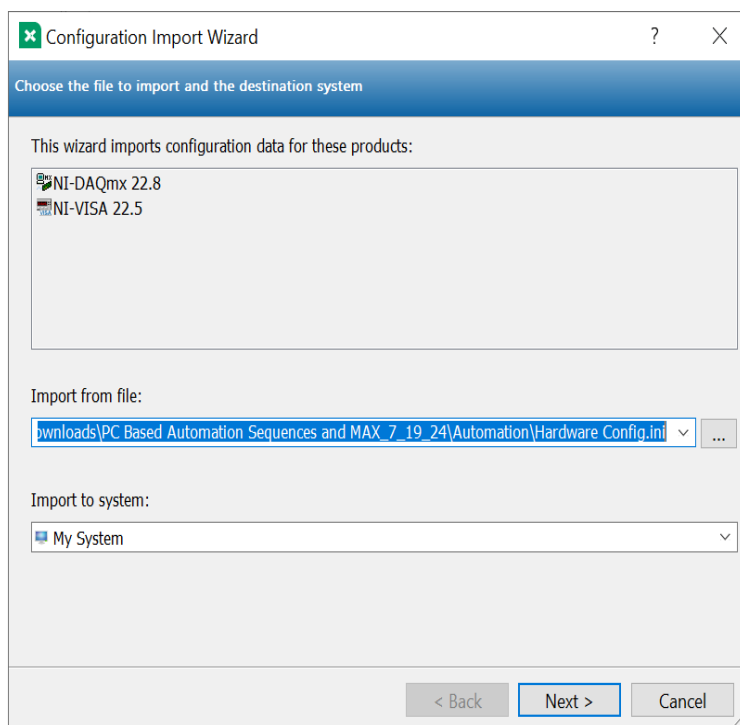 Configuration Import Wizard
?
Choose the file to import and the destination system
This wizard imports configuration data for these products:
NI-DAQmx 22.8
NI-VISA 22.5
Import from file:
ownloads\PC Based Automation Sequences and MAX_7_19_24\Automation\Hardware Config.ini
...
Import to system:
My System
< Back
Next >
Cancel